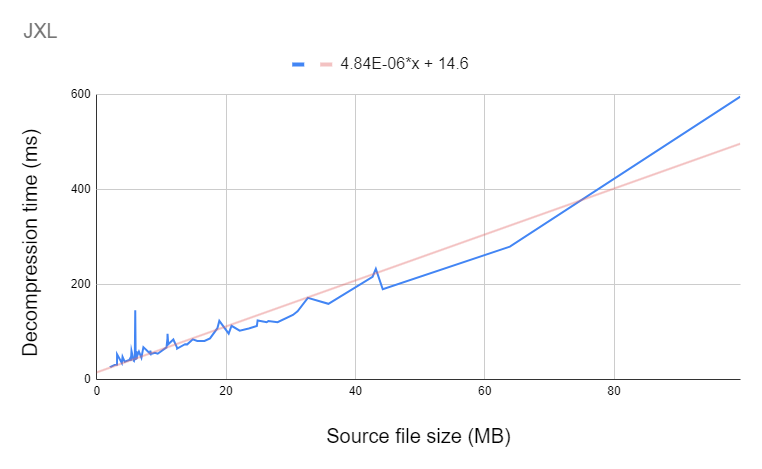 JXL
4.84E-06*x + 14.6
Decompression time (ms)
600
400
200
0
0 20 40 60 80
Source file size (MB)